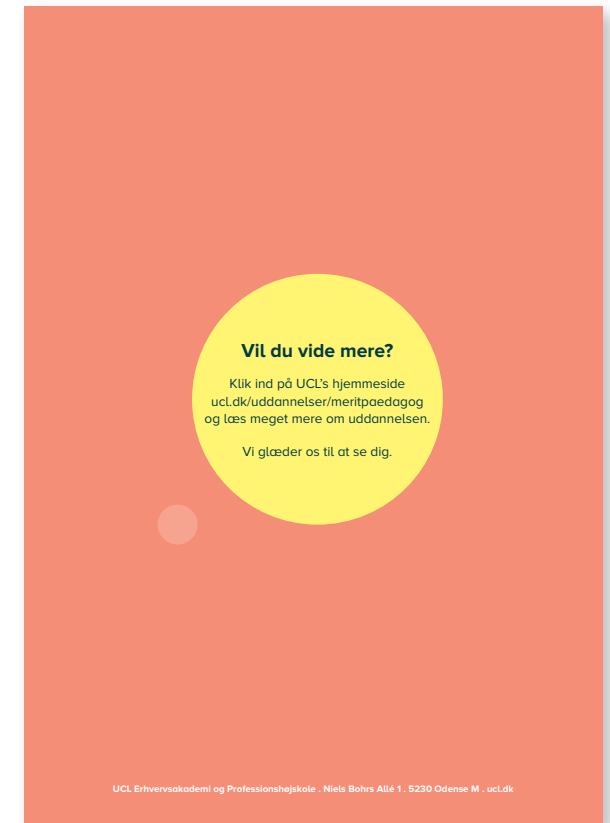 Vil du vide mere?
Klik ind på UCL's hjemmeside
ucl.dk/uddannelser/meritpaedagog
og læs meget mere om uddannelsen.
Vi glæder os til at se dig.
UCL Erhvervsakademi og Professionshøjskole . Niels Bohrs Allé 1 . 5230 Odense M . ucl.dk